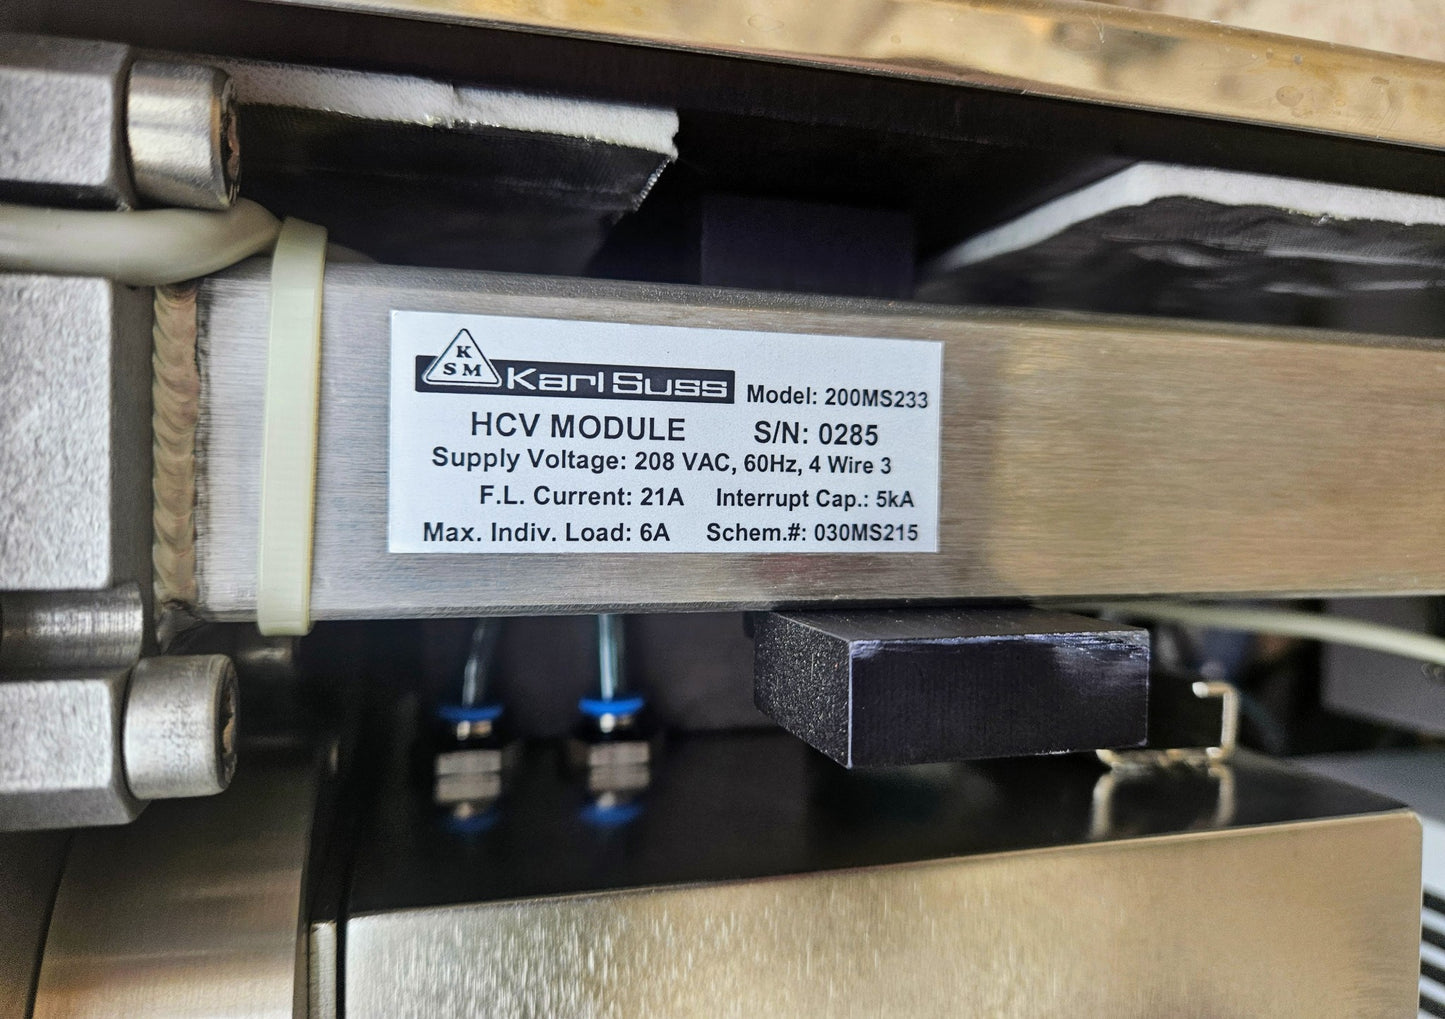 K
SM
Karl Suss
Model: 200MS233
HCV MODULE S/N: 0285
Supply Voltage: 208 VAC, 60Hz, 4 Wire 3
F.L. Current: 21A Interrupt Cap.: 5kA
Max. Indiv. Load: 6A Schem.#: 030MS215